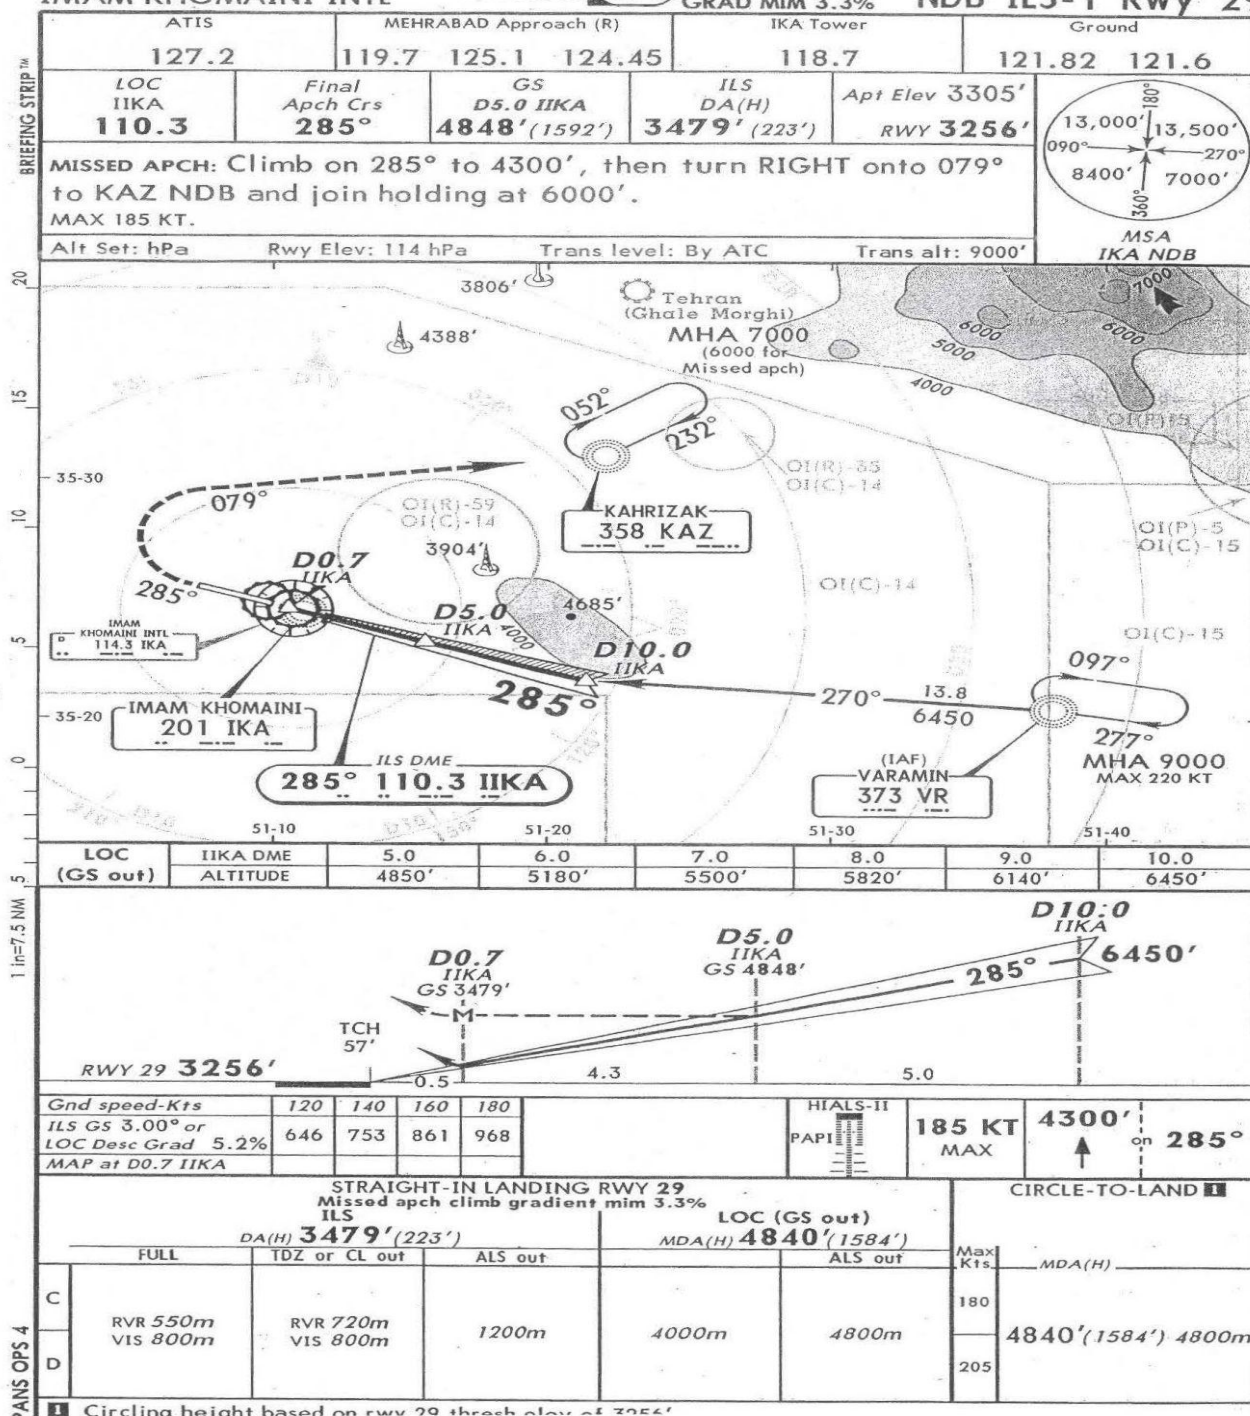 IMAM KHOMAINI INTL
GRAD MIM 3.3%
NDB ILS-1 Rwy
ATIS
127.2
MEHRABAD Approach (R)
119.7 125.1 124.45
IKA Tower
118.7
Ground
121.82 121.6
BRIEFING STRIP™
LOC
IIKA
110.3
Final
Apch Crs
285°
GS
D5.0 IIKA
4848'(1592')
ILS
DA(H)
3479' (223')
Apt Elev 3305'
RWY 3256'
MISSED APCH: Climb on 285° to 4300', then turn RIGHT onto 079°
to KAZ NDB and join holding at 6000'.
MAX 185 KT.
Alt Set: hPa Rwy Elev: 114 hPa Trans level: By ATC Trans alt: 9000'
180°
13,000' 13,500'
090° 270°
8400' 7000'
360°
MSA
IKA NDB
20
3806'
Tehran
(Ghale Morghi)
MHA 7000
(6000 for
Missed apch)
7000
6000
6000
5000
4000
4388'
15
052°
232°
OI(R)-35
OI(C)-14
35-30
079°
OI(R)-59
OI(C)-14
KAHRIZAK
358 KAZ
OI(P)-5
OI(C)-15
10
3904'
D0.7
IIKA
285°
OI(C)-14
4685'
4000
D5.0
IIKA
OI(C)-15
IMAM
KHOMAINI INTL
D 114.3 IKA
5
D10.0
IIKA
097°
285°
270°
13.8
6450
35-20
IMAM KHOMAINI
201 IKA
277°
MHA 9000
MAX 220 KT
(IAF)
VARAMIN
373 VR
0
ILS DME
285° 110.3 IIKA
51-10 51-20 51-30 51-40
5
LOC
(GS out)
IIKA DME 5.0 6.0 7.0 8.0 9.0 10.0
ALTITUDE 4850' 5180' 5500' 5820' 6140' 6450'
1 in=7.5 NM
D10.0
IIKA
6450'
D5.0
IIKA
GS 4848'
285°
D0.7
IIKA
GS 3479'
M
TCH
57'
RWY 29 3256'
0.5 4.3 5.0
Gnd speed-Kts 120 140 160 180
ILS GS 3.00° or
LOC Desc Grad 5.2% 646 753 861 968
MAP at D0.7 IIKA
HIALS-II
PAPI
185 KT
MAX
4300'
on 285°
STRAIGHT-IN LANDING RWY 29
Missed apch climb gradient mim 3.3%
ILS
DA(H) 3479'(223')
LOC (GS out)
MDA(H) 4840'(1584')
CIRCLE-TO-LAND 1
FULL TDZ or CL out ALS out ALS out
Max
Kts
MDA(H)
C
D
RVR 550m
VIS 800m
RVR 720m
VIS 800m
1200m
4000m
4800m
180
205
4840'(1584') 4800m
PANS OPS 4
1 Circling height based on rwy 29 thresh elev of 3256'